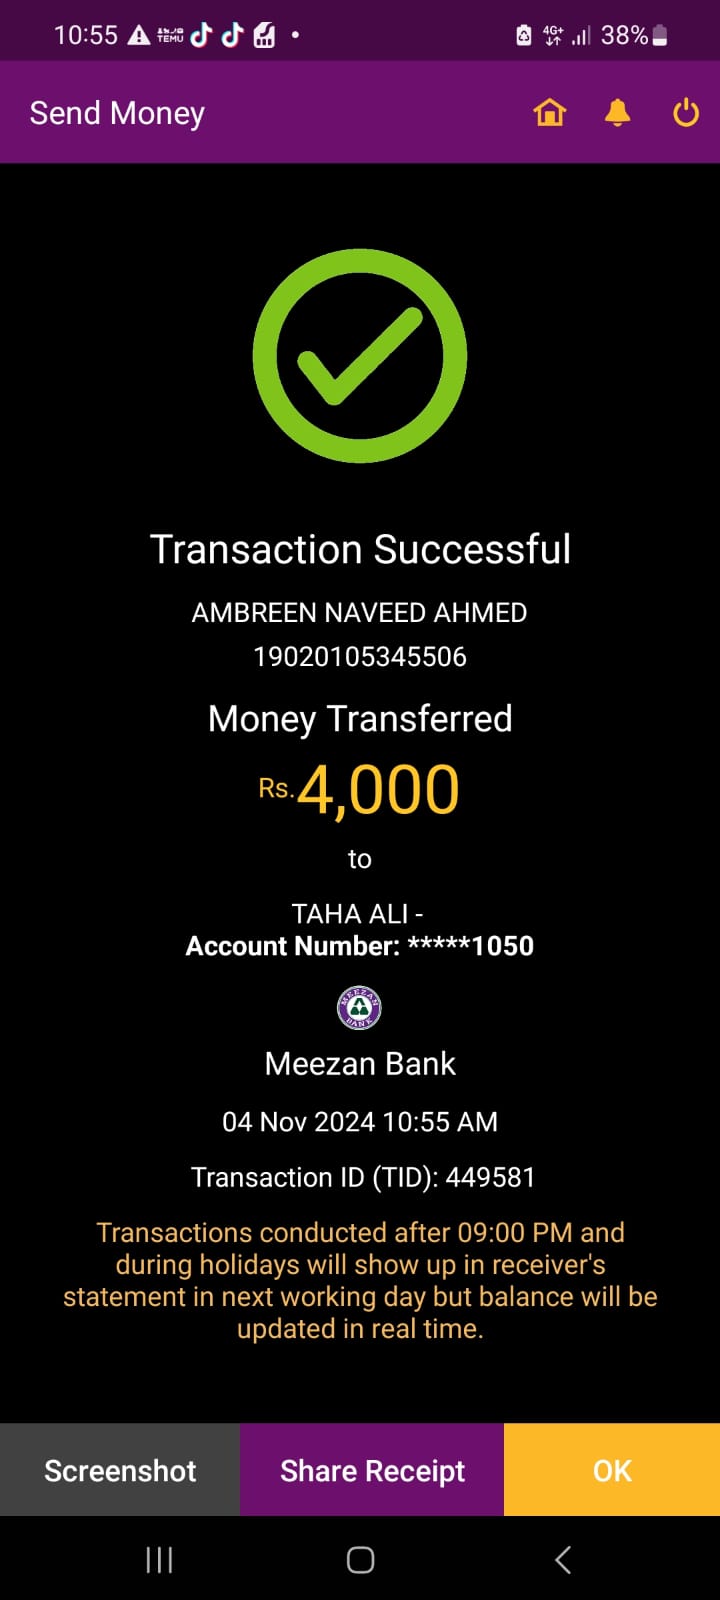 10:55
TEMU
4G+
38%
Send Money
Transaction Successful
AMBREEN NAVEED AHMED
19020105345506
Money Transferred
Rs.4,000
to
TAHA ALI -
Account Number: *****1050
MEEZAN
BANK
Meezan Bank
04 Nov 2024 10:55 AM
Transaction ID (TID): 449581
Transactions conducted after 09:00 PM and
during holidays will show up in receiver's
statement in next working day but balance will be
updated in real time.
Screenshot
Share Receipt
OK